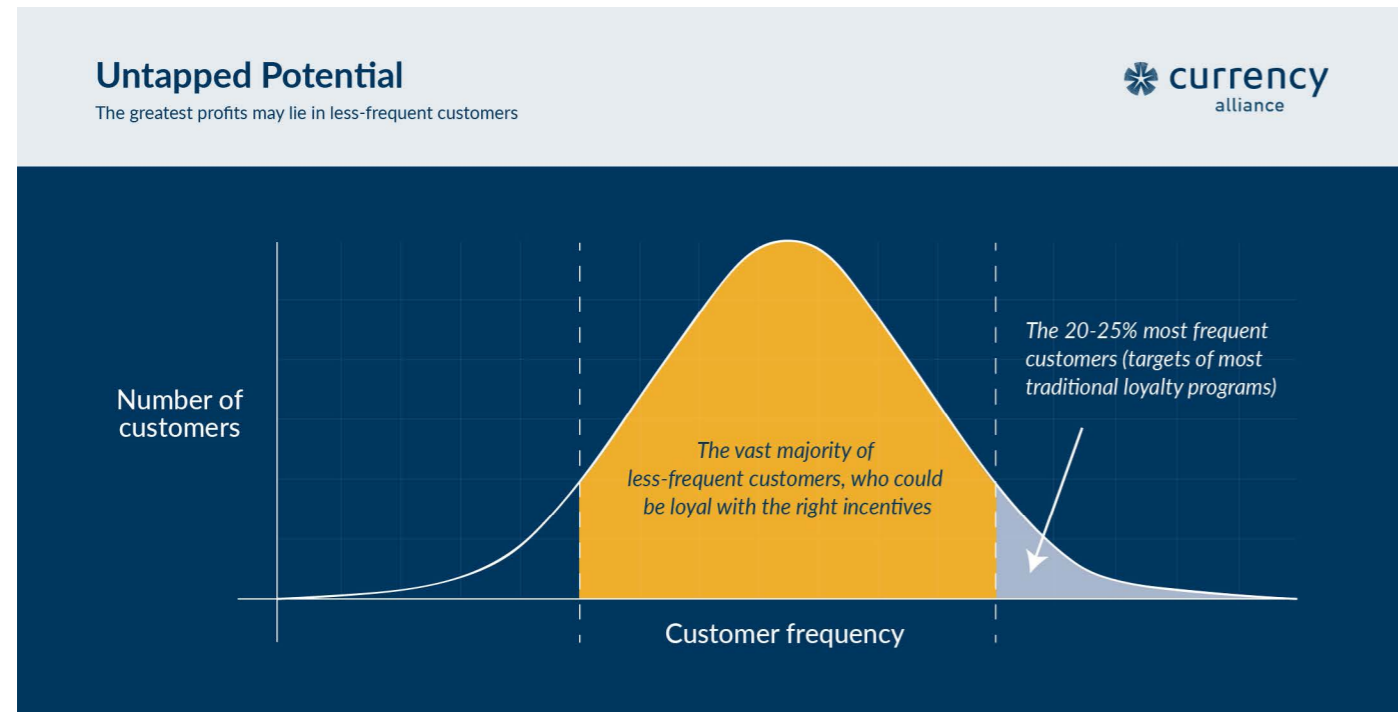 Untapped Potential
The greatest profits may lie in less-frequent customers
currency
alliance
Number of
customers
The vast majority of
less-frequent customers, who could
be loyal with the right incentives
The 20-25% most frequent
customers (targets of most
traditional loyalty programs)
Customer frequency